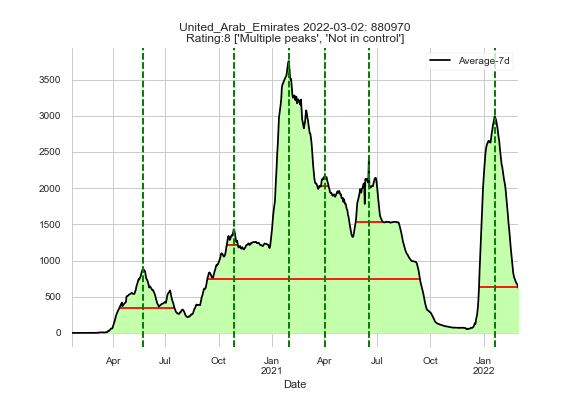 United_Arab_Emirates 2022-03-02: 880970
Rating:8 ['Multiple peaks', 'Not in control']
Average-7d
3500
3000
2500
2000
1500
1000
500
0
Apr Jul Oct Jan Apr Jul Oct Jan
2021 2022
Date